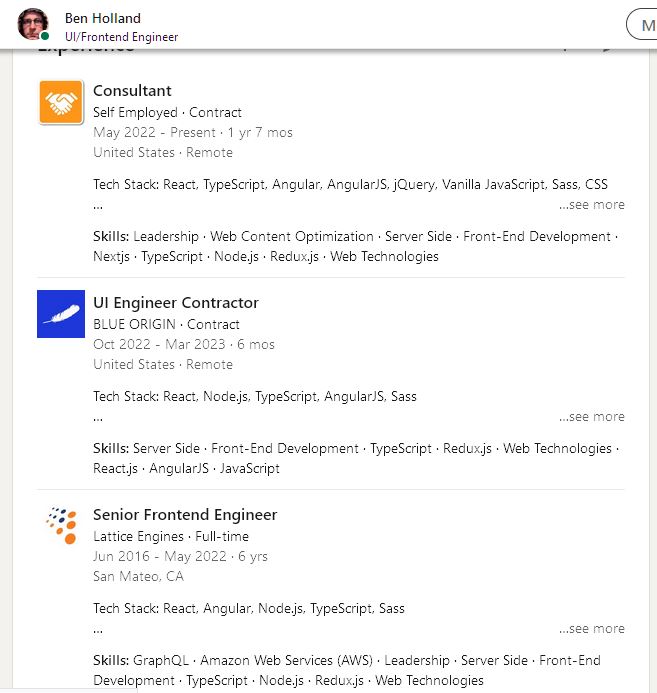 Ben Holland
UI/Frontend Engineer
M
Experience
Consultant
Self Employed · Contract
May 2022 - Present · 1 yr 7 mos
United States · Remote
Tech Stack: React, TypeScript, Angular, AngularJS, jQuery, Vanilla JavaScript, Sass, CSS
...
...see more
Skills: Leadership · Web Content Optimization · Server Side · Front-End Development ·
Nextjs · TypeScript · Node.js · Redux.js · Web Technologies
UI Engineer Contractor
BLUE ORIGIN · Contract
Oct 2022 - Mar 2023 · 6 mos
United States · Remote
Tech Stack: React, Node.js, TypeScript, AngularJS, Sass
...
...see more
Skills: Server Side · Front-End Development · TypeScript · Redux.js · Web Technologies ·
React.js · AngularJS · JavaScript
Senior Frontend Engineer
Lattice Engines · Full-time
Jun 2016 - May 2022 · 6 yrs
San Mateo, CA
Tech Stack: React, Angular, Node.js, TypeScript, Sass
...
...see more
Skills: GraphQL · Amazon Web Services (AWS) · Leadership · Server Side · Front-End
Development · TypeScript · Node.js · Redux.js · Web Technologies